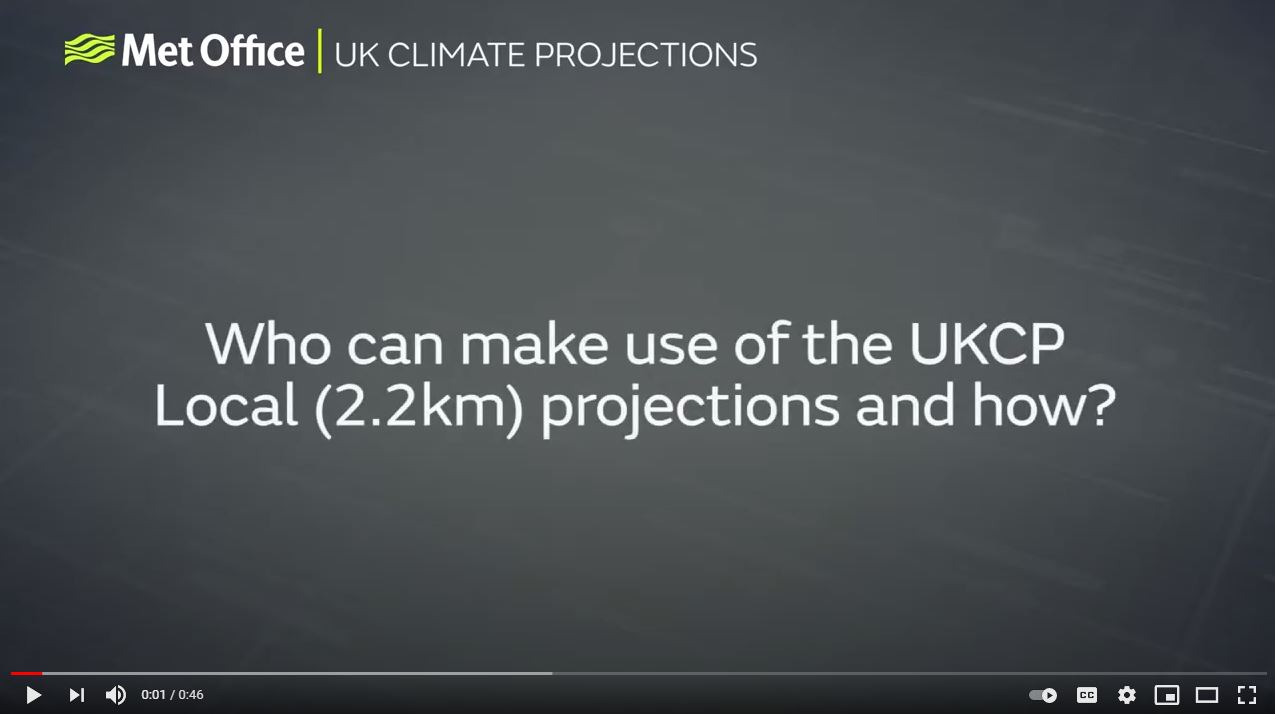 Met Office | UK CLIMATE PROJECTIONS
Who can make use of the UKCP
Local (2.2km) projections and how?
0:01 / 0:46
CC